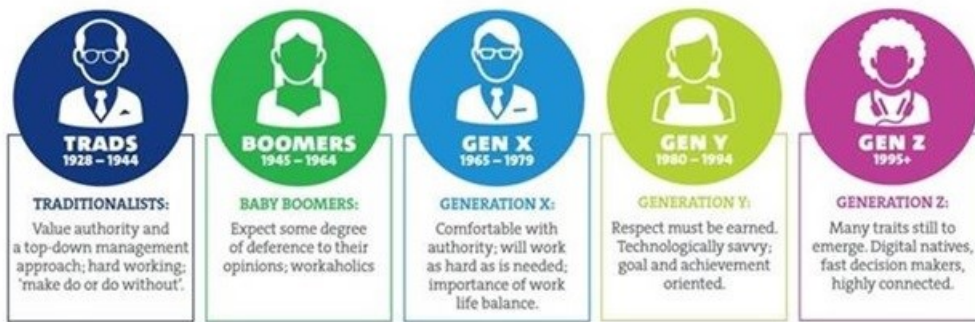 TRADS
1928 – 1944
TRADITIONALISTS:
Value authority and
a top-down management
approach; hard working;
'make do or do without'.
BOOMERS
1945 – 1964
BABY BOOMERS:
Expect some degree
of deference to their
opinions; workaholics
GEN X
1965 – 1979
GENERATION X:
Comfortable with
authority; will work
as hard as is needed;
importance of work
life balance.
GEN Y
1980 – 1994
GENERATION Y:
Respect must be earned.
Technologically savvy;
goal and achievement
oriented.
GEN Z
1995+
GENERATION Z:
Many traits still to
emerge. Digital natives,
fast decision makers,
highly connected.